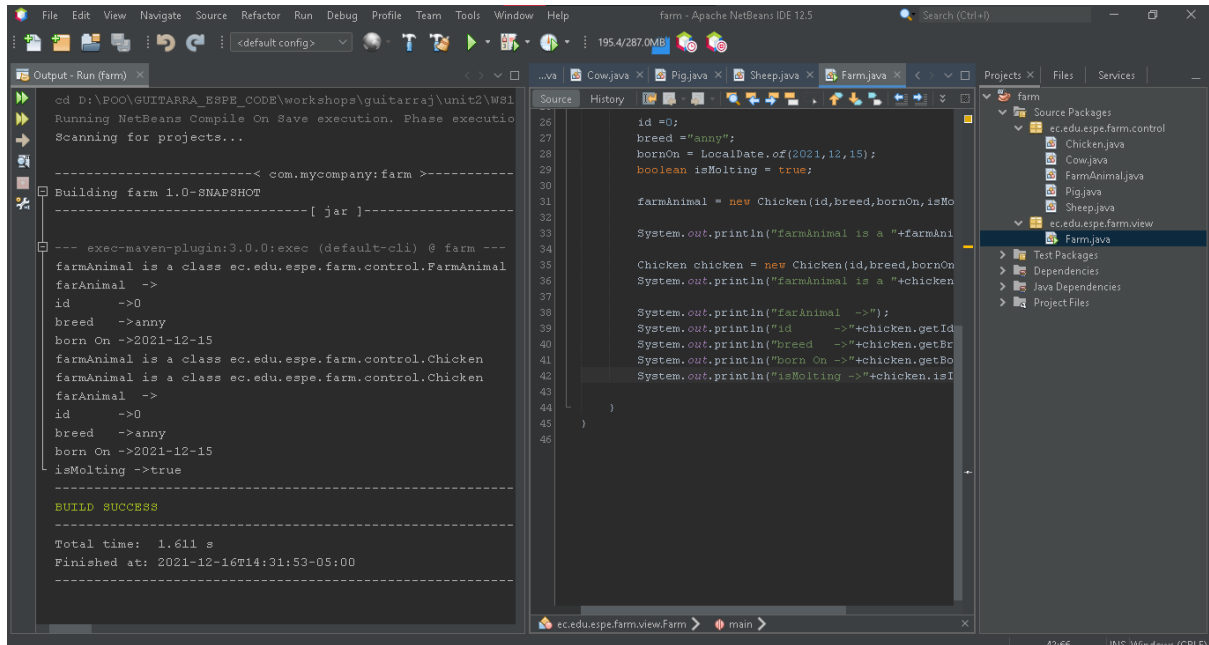 File Edit View Navigate Source Refactor Run Debug Profile Team Tools Window Help farm - Apache NetBeans IDE 12.5 Search (Ctrl+I)
<default config> 195.4/287.0MB
Output - Run (farm)
cd D:\POO\GUITARRA_ESPE_CODE\workshops\guitarraj\unit2\WS1
Running NetBeans Compile On Save execution. Phase executio
Scanning for projects...
-----------------------< com.mycompany:farm >-----------
Building farm 1.0-SNAPSHOT
--------------------------------[ jar ]-------------------
--- exec-maven-plugin:3.0.0:exec (default-cli) @ farm ---
farmAnimal is a class ec.edu.espe.farm.control.FarmAnimal
farAnimal ->
id ->0
breed ->anny
born On ->2021-12-15
farmAnimal is a class ec.edu.espe.farm.control.Chicken
farmAnimal is a class ec.edu.espe.farm.control.Chicken
farAnimal ->
id ->0
breed ->anny
born On ->2021-12-15
isMolting ->true
----------------------------------------------------------
BUILD SUCCESS
----------------------------------------------------------
Total time: 1.611 s
Finished at: 2021-12-16T14:31:53-05:00
----------------------------------------------------------
...va Cow.java Pig.java Sheep.java Farm.java
Source History
26 id =0;
27 breed ="anny";
28 bornOn = LocalDate.of(2021,12,15);
29 boolean isMolting = true;
30
31 farmAnimal = new Chicken(id,breed,bornOn,isMo
32
33 System.out.println("farmAnimal is a "+farmAni
34
35 Chicken chicken = new Chicken(id,breed,bornOn
36 System.out.println("farmAnimal is a "+chicken
37
38 System.out.println("farAnimal ->");
39 System.out.println("id ->"+chicken.getId
40 System.out.println("breed ->"+chicken.getBr
41 System.out.println("born On ->"+chicken.getBo
42 System.out.println("isMolting ->"+chicken.isI
43
44 }
45 }
46
ec.edu.espe.farm.view.Farm main
Projects Files Services
farm
Source Packages
ec.edu.espe.farm.control
Chicken.java
Cow.java
FarmAnimal.java
Pig.java
Sheep.java
ec.edu.espe.farm.view
Farm.java
Test Packages
Dependencies
Java Dependencies
Project Files